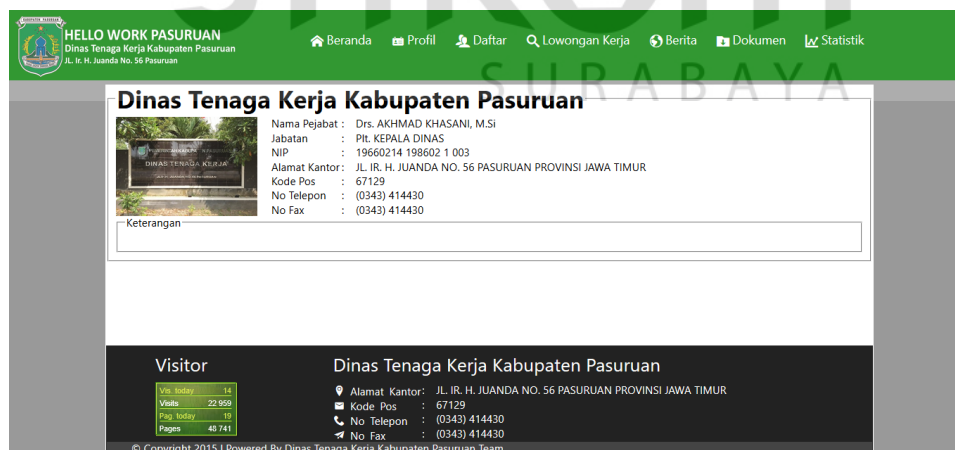 HELLO WORK PASURUAN
Dinas Tenaga Kerja Kabupaten Pasuruan
JL. Ir. H. Juanda No. 56 Pasuruan
Beranda Profil Daftar Lowongan Kerja Berita Dokumen Statistik
SURABAYA
Dinas Tenaga Kerja Kabupaten Pasuruan
DINAS TENAGA KERJA
Nama Pejabat : Drs. AKHMAD KHASANI, M.Si
Jabatan : Plt. KEPALA DINAS
NIP : 19660214 198602 1 003
Alamat Kantor : JL. IR. H. JUANDA NO. 56 PASURUAN PROVINSI JAWA TIMUR
Kode Pos : 67129
No Telepon : (0343) 414430
No Fax : (0343) 414430
Keterangan
Visitor
Vis. today 14
Visits 22 959
Pag. today 19
Pages 48 741
Dinas Tenaga Kerja Kabupaten Pasuruan
Alamat Kantor : JL. IR. H. JUANDA NO. 56 PASURUAN PROVINSI JAWA TIMUR
Kode Pos : 67129
No Telepon : (0343) 414430
No Fax : (0343) 414430
© Copyright 2015 | Powered By Dinas Tenaga Kerja Kabupaten Pasuruan Team